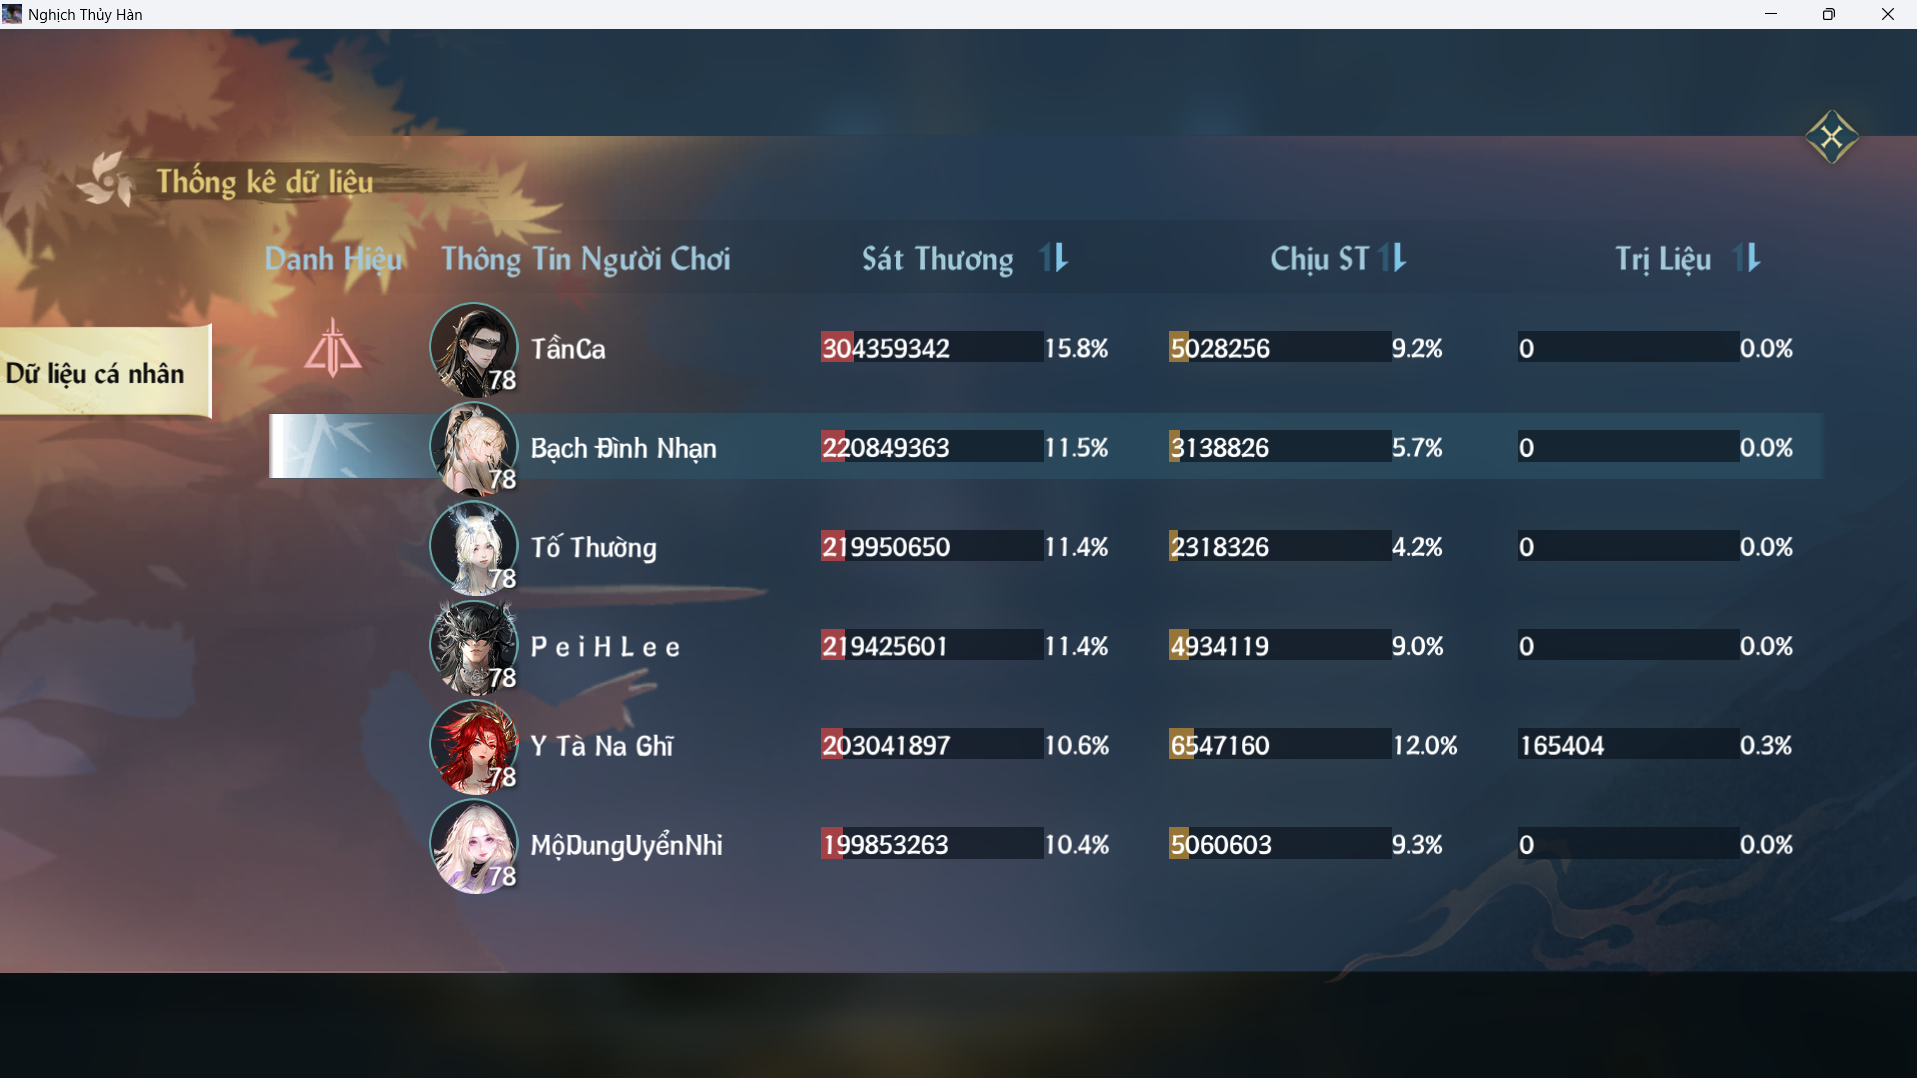 Nghịch Thủy Hàn
Thống kê dữ liệu
Danh Hiệu Thông Tin Người Chơi Sát Thương Chịu ST Trị Liệu
Dữ liệu cá nhân
78 TầnCa 304359342 15.8% 5028256 9.2% 0 0.0%
78 Bạch Đình Nhạn 220849363 11.5% 3138826 5.7% 0 0.0%
78 Tố Thường 219950650 11.4% 2318326 4.2% 0 0.0%
78 P e i H L e e 219425601 11.4% 4934119 9.0% 0 0.0%
78 Y Tà Na Ghĩ 203041897 10.6% 6547160 12.0% 165404 0.3%
78 MộDungUyểnNhi 199853263 10.4% 5060603 9.3% 0 0.0%